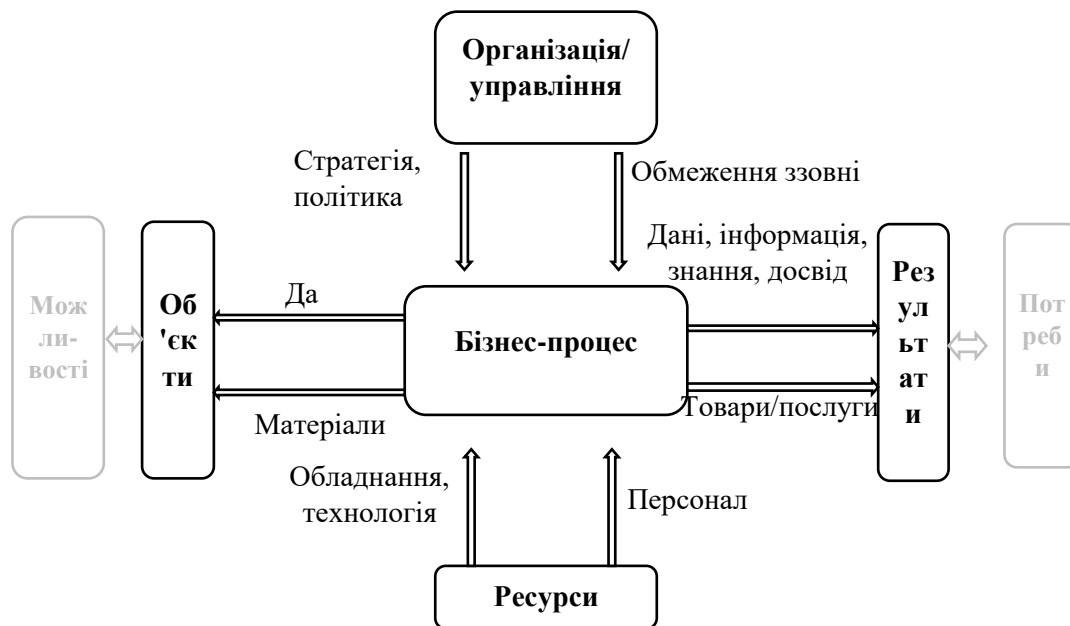 Організація/
управління
Стратегія,
політика
Обмеження ззовні
Дані, інформація,
знання, досвід
Мож
ли-
вості
Об
'єк
ти
Да
Матеріали
Бізнес-процес
Товари/послуги
Рез
ул
ьт
ат
и
Пот
реб
и
Обладнання,
технологія
Персонал
Ресурси